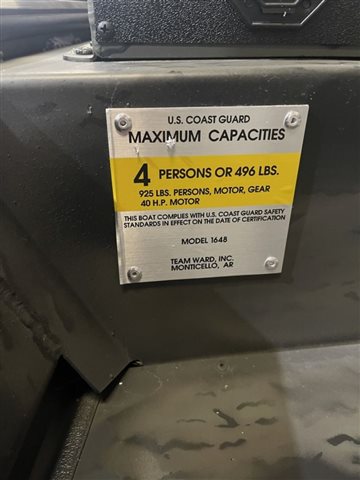 U.S. COAST GUARD
MAXIMUM CAPACITIES
4 PERSONS OR 496 LBS.
925 LBS. PERSONS, MOTOR, GEAR
40 H.P. MOTOR
THIS BOAT COMPLIES WITH U.S. COAST GUARD SAFETY
STANDARDS IN EFFECT ON THE DATE OF CERTIFICATION
MODEL 1648
TEAM WARD, INC.
MONTICELLO, AR